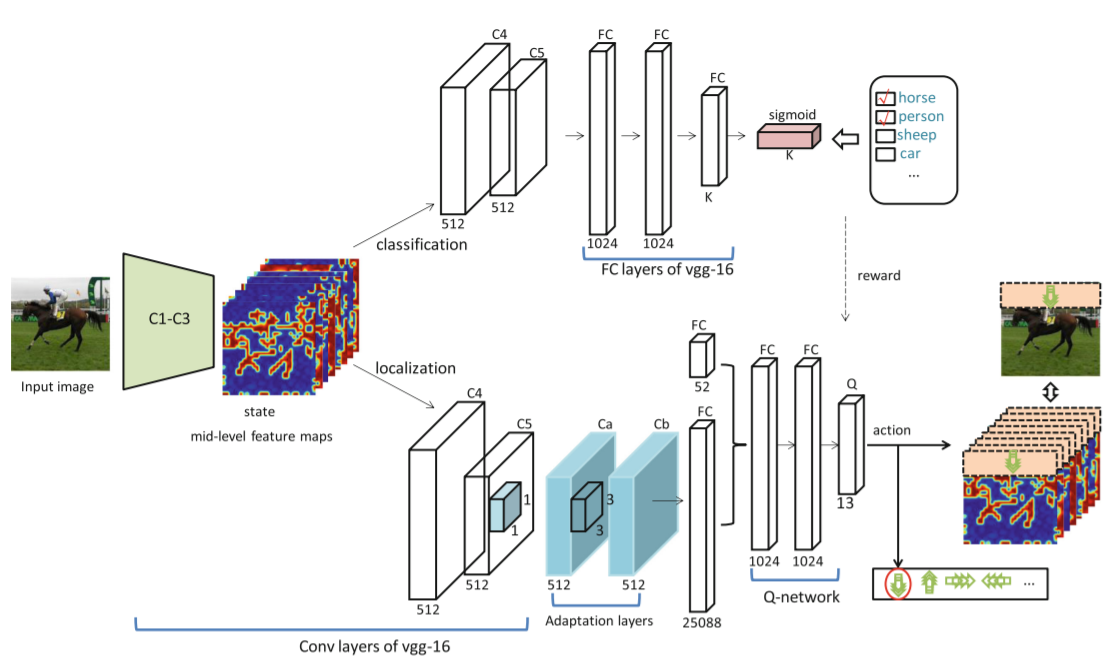 C4
C5
FC
FC
FC
sigmoid
K
horse
person
sheep
car
...
512
512
K
1024
1024
FC layers of vgg-16
classification
reward
C1-C3
Input image
state
mid-level feature maps
localization
C4
C5
1
1
512
512
Conv layers of vgg-16
Ca
Cb
3
3
512
512
Adaptation layers
FC
52
FC
25088
FC
FC
1024
1024
Q-network
Q
13
action
...